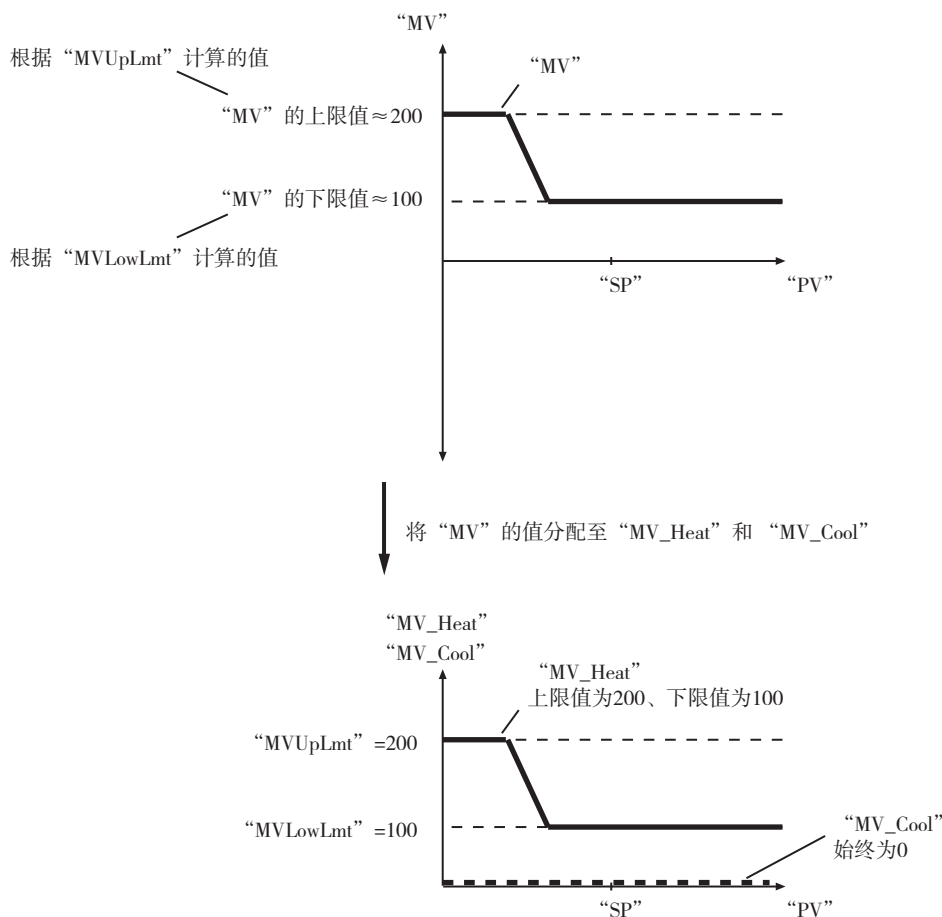 “MV”
根据“MVUpLmt”计算的值
“MV”
“MV”的上限值≈200
“MV”的下限值≈100
根据“MVLowLmt”计算的值
“SP”
“PV”
将“MV”的值分配至“MV_Heat”和“MV_Cool”
“MV_Heat”
“MV_Cool”
“MV_Heat”
上限值为200、下限值为100
“MVUpLmt”=200
“MVLowLmt”=100
“MV_Cool”
始终为0
“SP”
“PV”